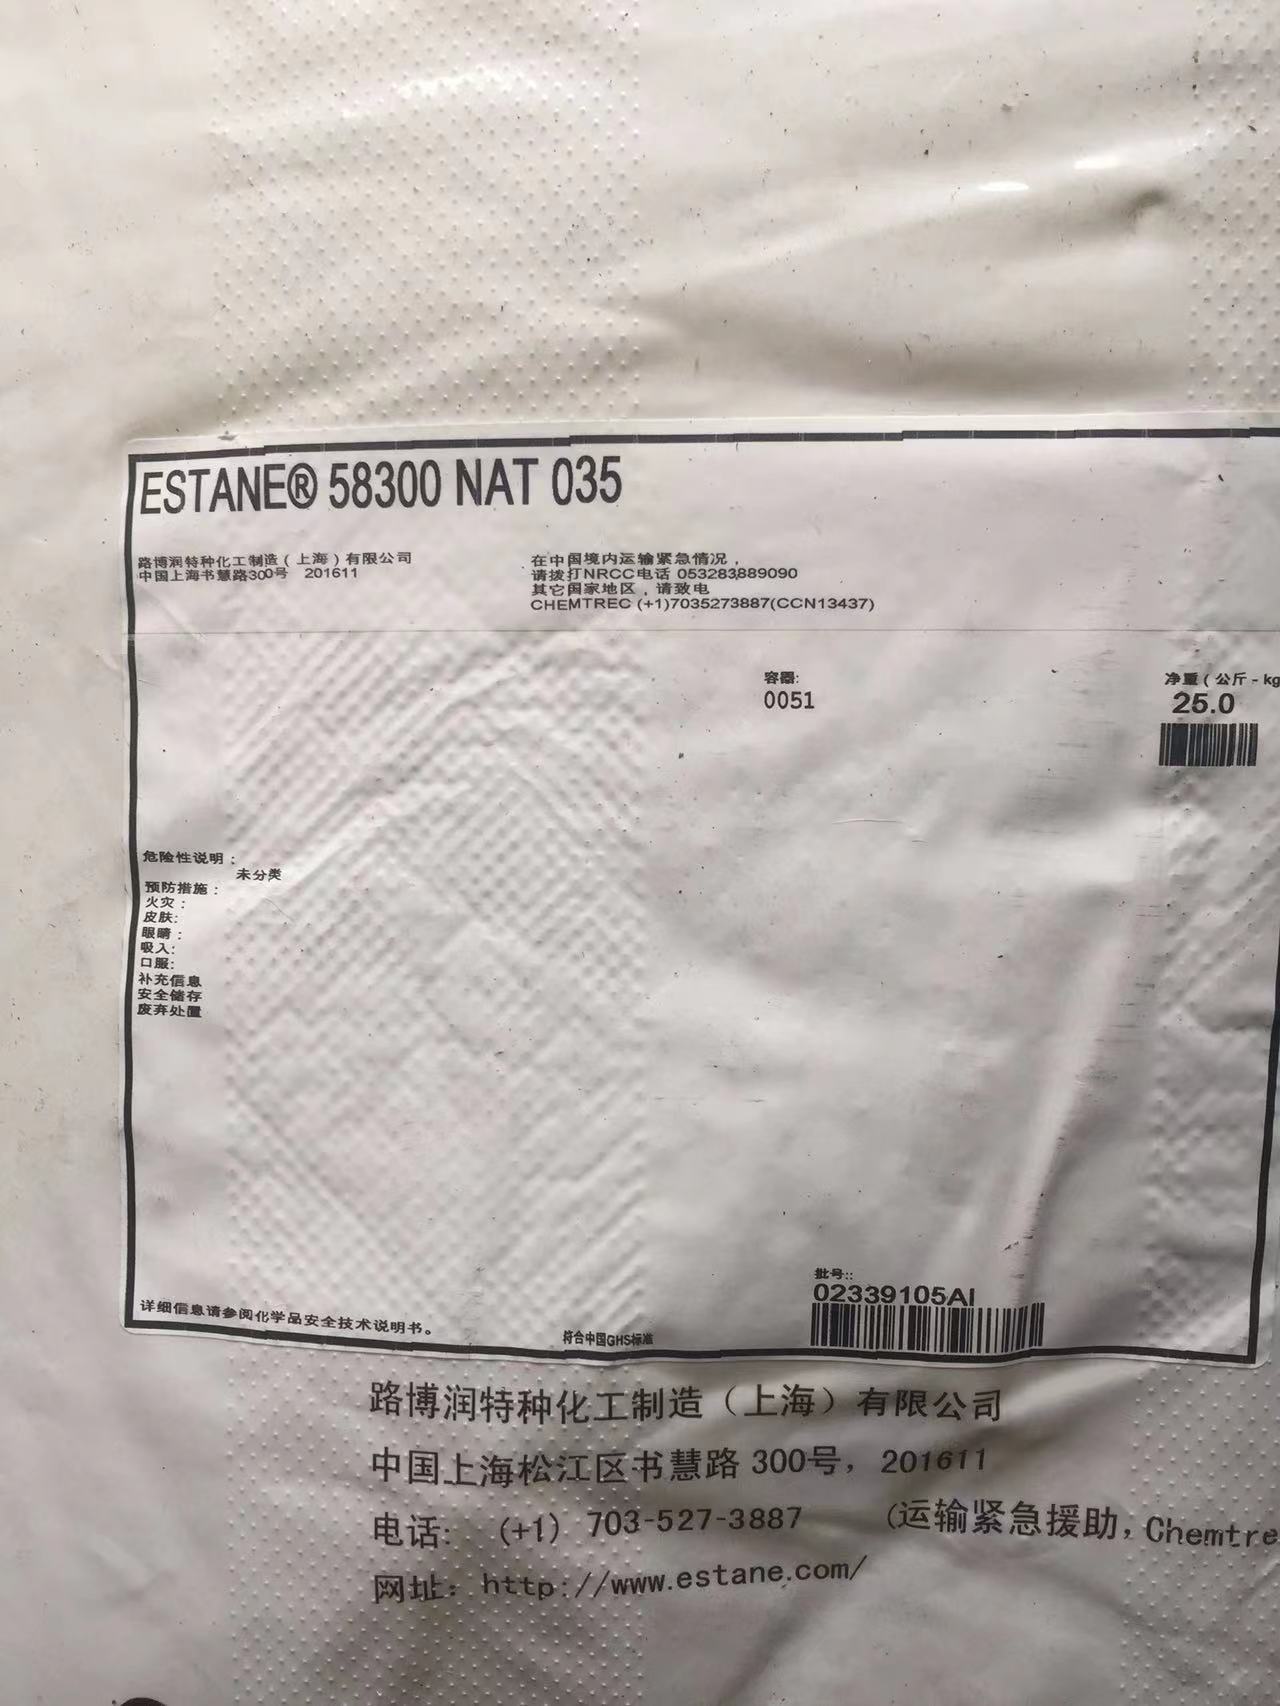 ESTANE® 58300 NAT 035
路博润特种化工制造（上海）有限公司
中国上海书慧路300号 201611
在中国境内运输紧急情况，
请拨打NRCC电话 053283889090
其它国家地区，请致电
CHEMTREC (+1)7035273887(CCN13437)
容器:
0051
净重（公斤-kg
25.0
危险性说明：
未分类
预防措施：
火灾：
皮肤:
眼睛：
吸入:
口服:
补充信息
安全储存
废弃处置
批号::
02339105AI
详细信息请参阅化学品安全技术说明书。
符合中国GHS标准
路博润特种化工制造（上海）有限公司
中国上海松江区书慧路 300号，201611
电话: (+1) 703-527-3887 (运输紧急援助，Chemtre
网址：http://www.estane.com/